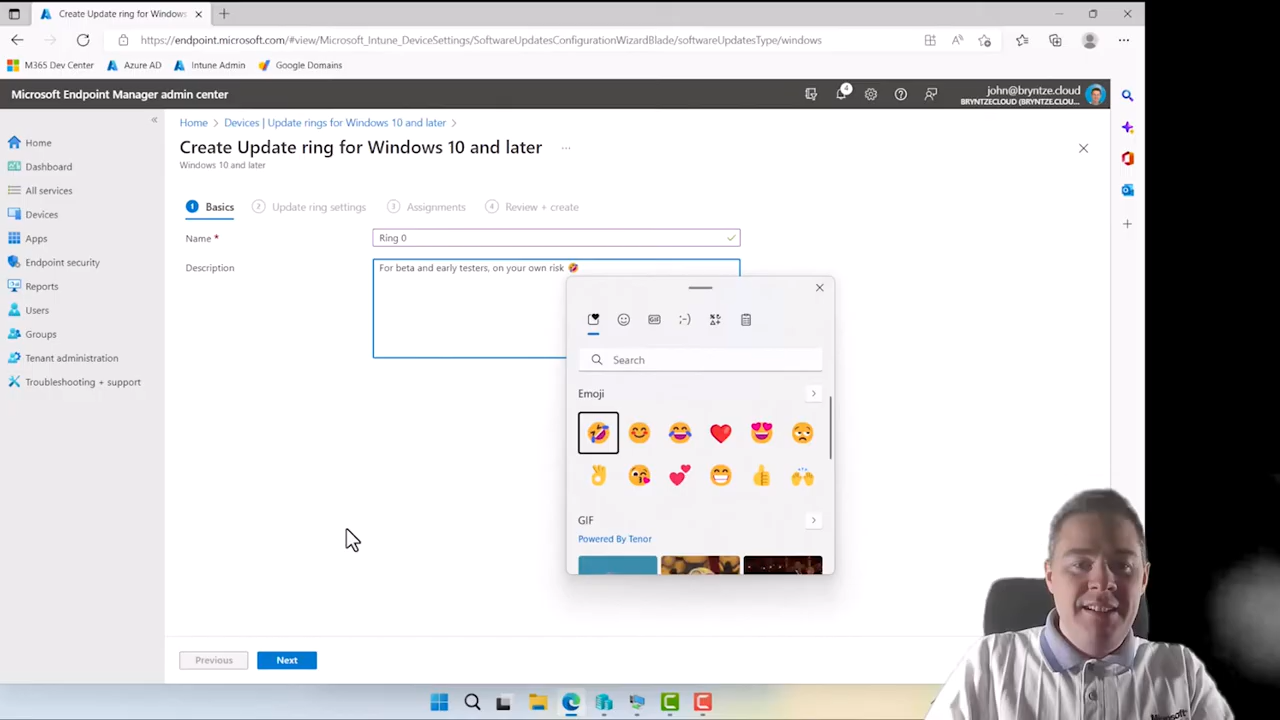 Create Update ring for Windows
https://endpoint.microsoft.com/#view/Microsoft_Intune_DeviceSettings/SoftwareUpdatesConfigurationWizardBlade/softwareUpdatesType/windows
M365 Dev Center Azure AD Intune Admin Google Domains
Microsoft Endpoint Manager admin center
4
john@bryntze.cloud
BRYNTZECLOUD (BRYNTZE.CLOU...
Home > Devices | Update rings for Windows 10 and later >
Create Update ring for Windows 10 and later ...
Windows 10 and later
Home
Dashboard
All services
Devices
Apps
Endpoint security
Reports
Users
Groups
Tenant administration
Troubleshooting + support
1 Basics 2 Update ring settings 3 Assignments 4 Review + create
Name * Ring 0
Description For beta and early testers, on your own risk 🤣
GIF
Search
Emoji
GIF
Powered By Tenor
Previous Next
Microsoft